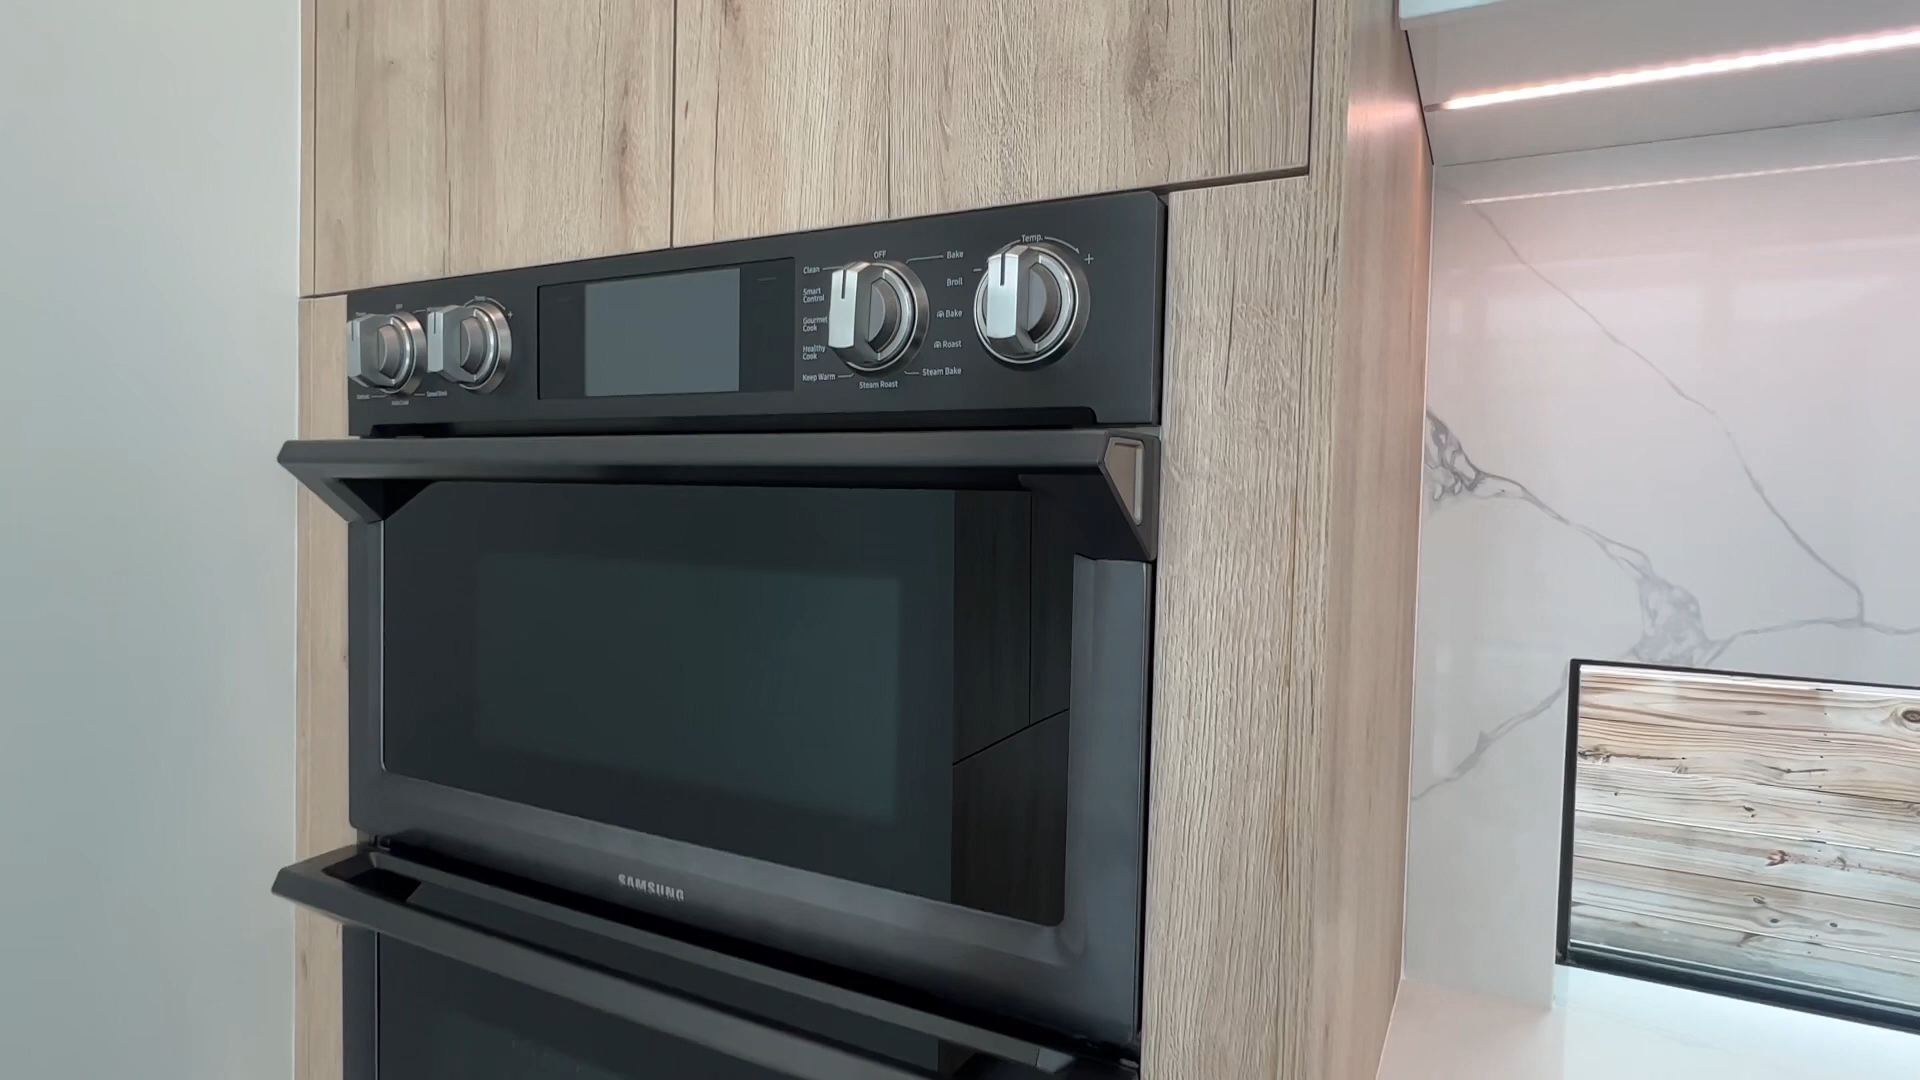 Temp.
+
OFF
Clean
Bake
Temp.
−
+
Smart
Control
Broil
Gourmet
Cook
Bake
Healthy
Cook
Roast
Keep Warm
Steam Roast
Steam Bake
SAMSUNG